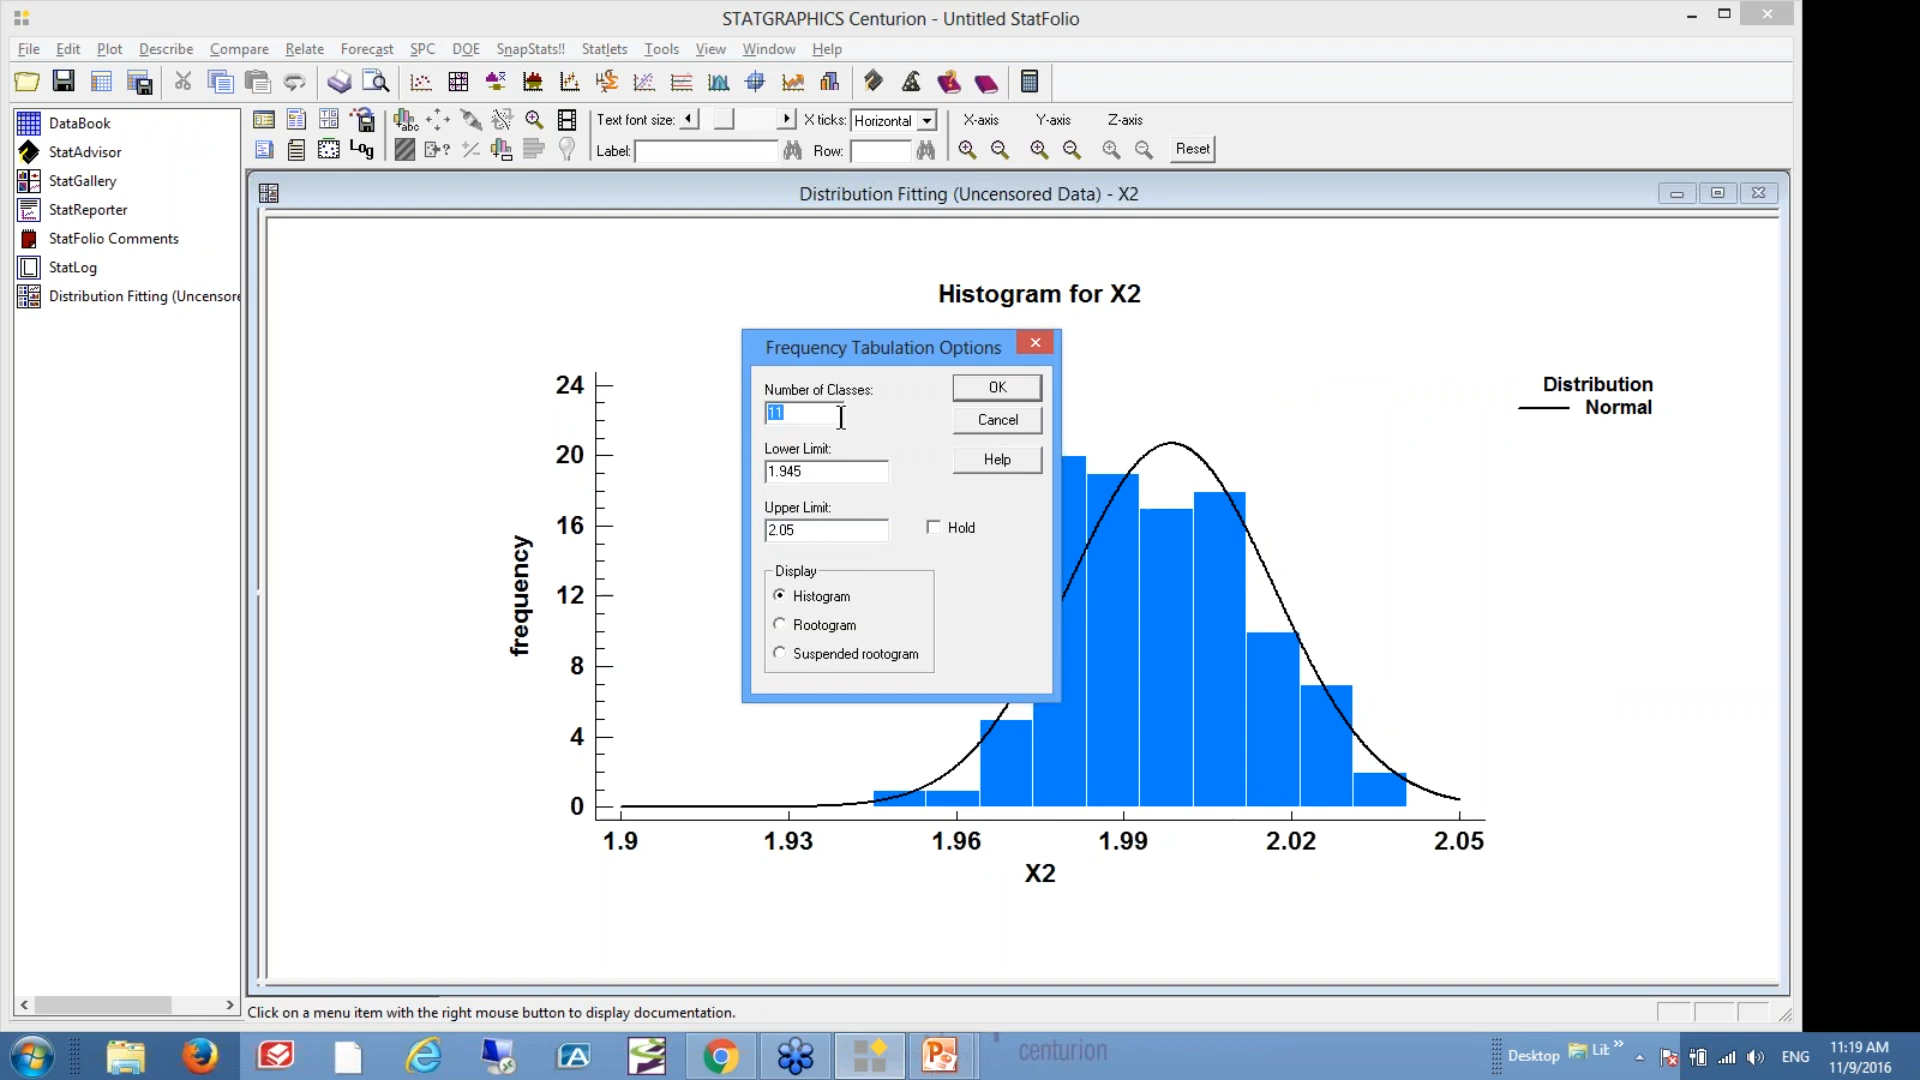 STATGRAPHICS Centurion - Untitled StatFolio
File Edit Plot Describe Compare Relate Forecast SPC DOE SnapStats!! Statlets Tools View Window Help
DataBook
StatAdvisor
StatGallery
StatReporter
StatFolio Comments
StatLog
Distribution Fitting (Uncensore
Text font size: X ticks: Horizontal X-axis Y-axis Z-axis
Log Label: Row: Reset
Distribution Fitting (Uncensored Data) - X2
Histogram for X2
Distribution
Normal
frequency
24
20
16
12
8
4
0
1.9 1.93 1.96 1.99 2.02 2.05
X2
Frequency Tabulation Options
Number of Classes:
11
OK
Cancel
Help
Lower Limit:
1.945
Upper Limit:
2.05
Hold
Display
Histogram
Rootogram
Suspended rootogram
Click on a menu item with the right mouse button to display documentation.
centurion
Desktop Lib » ENG
11:19 AM
11/9/2016